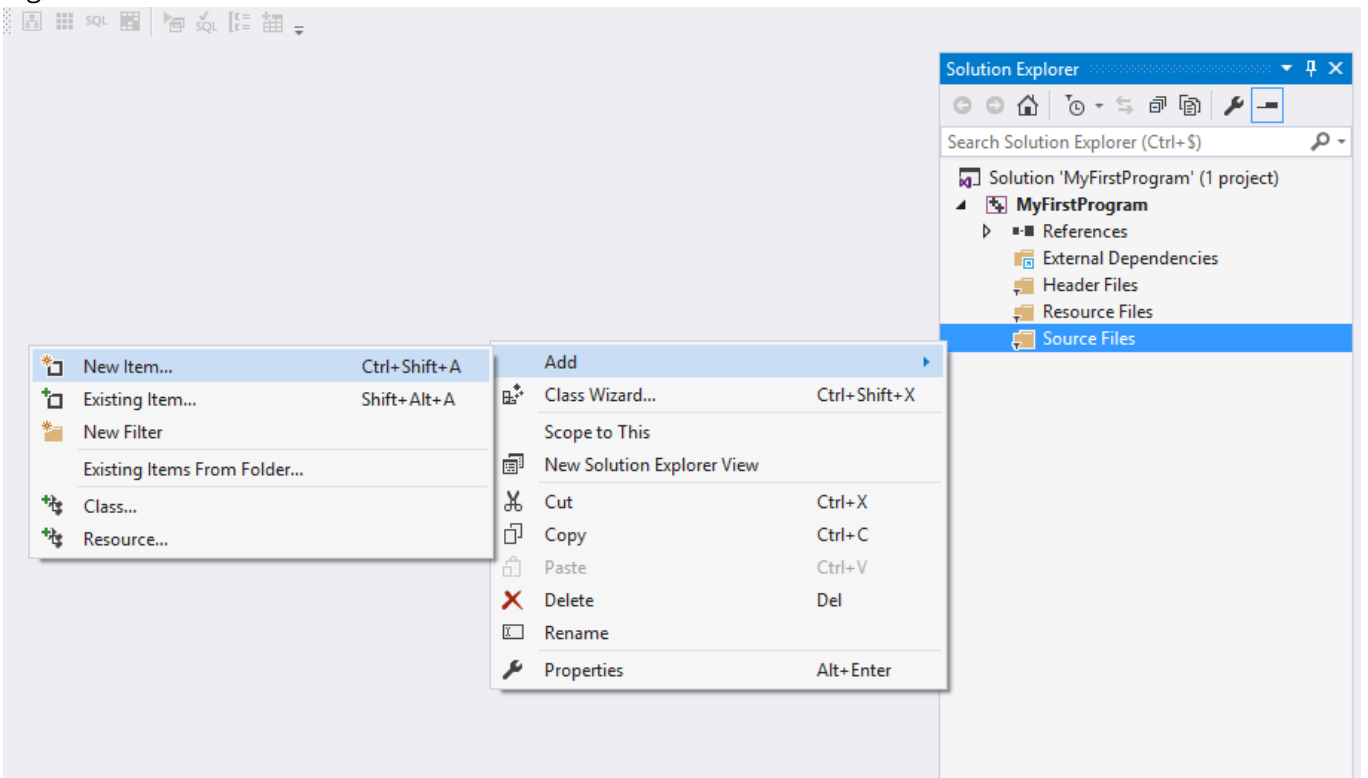 SQL
SQL
Solution Explorer
Search Solution Explorer (Ctrl+$)
Solution 'MyFirstProgram' (1 project)
MyFirstProgram
References
External Dependencies
Header Files
Resource Files
Source Files
New Item... Ctrl+Shift+A
Existing Item... Shift+Alt+A
New Filter
Existing Items From Folder...
Class...
Resource...
Add
Class Wizard... Ctrl+Shift+X
Scope to This
New Solution Explorer View
Cut Ctrl+X
Copy Ctrl+C
Paste Ctrl+V
Delete Del
Rename
Properties Alt+Enter